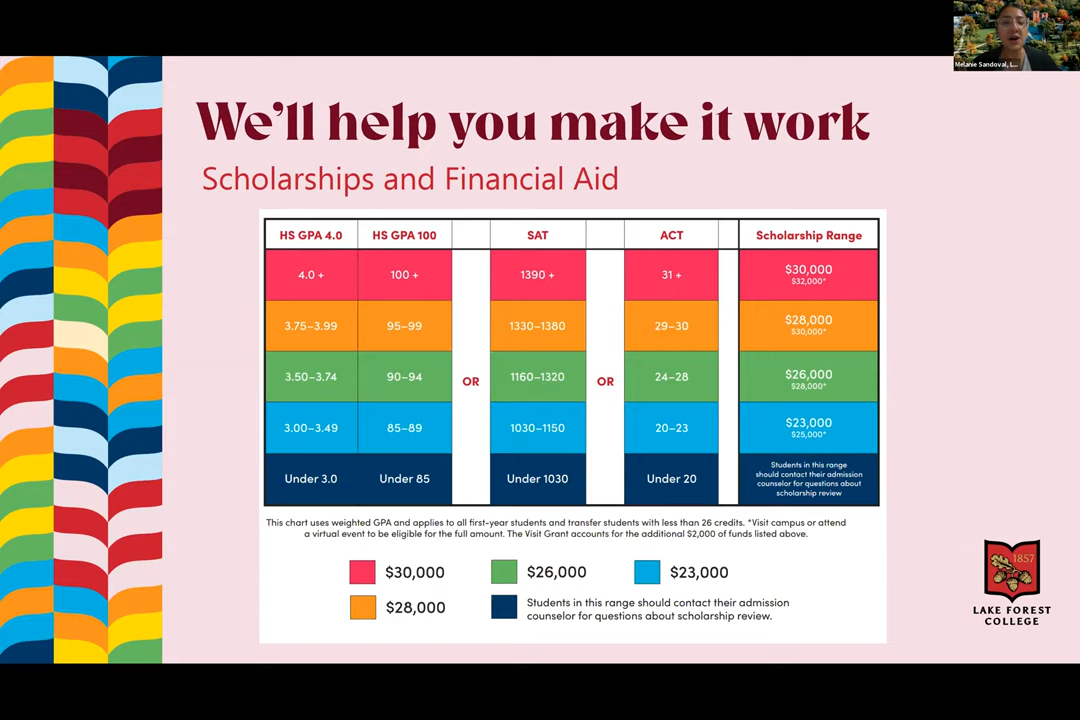 Melanie Sandoval, L...
We'll help you make it work
Scholarships and Financial Aid
HS GPA 4.0 HS GPA 100 SAT ACT Scholarship Range
4.0 + 100 + 1390 + 31 + $30,000
$32,000*
3.75–3.99 95–99 1330–1380 29–30 $28,000
$30,000*
3.50–3.74 90–94 OR 1160–1320 OR 24–28 $26,000
$28,000*
3.00–3.49 85–89 1030–1150 20–23 $23,000
$25,000*
Under 3.0 Under 85 Under 1030 Under 20 Students in this range
should contact their admission
counselor for questions about
scholarship review
This chart uses weighted GPA and applies to all first-year students and transfer students with less than 26 credits. *Visit campus or attend
a virtual event to be eligible for the full amount. The Visit Grant accounts for the additional $2,000 of funds listed above.
$30,000 $26,000 $23,000
$28,000 Students in this range should contact their admission
counselor for questions about scholarship review.
1857
LAKE FOREST
COLLEGE